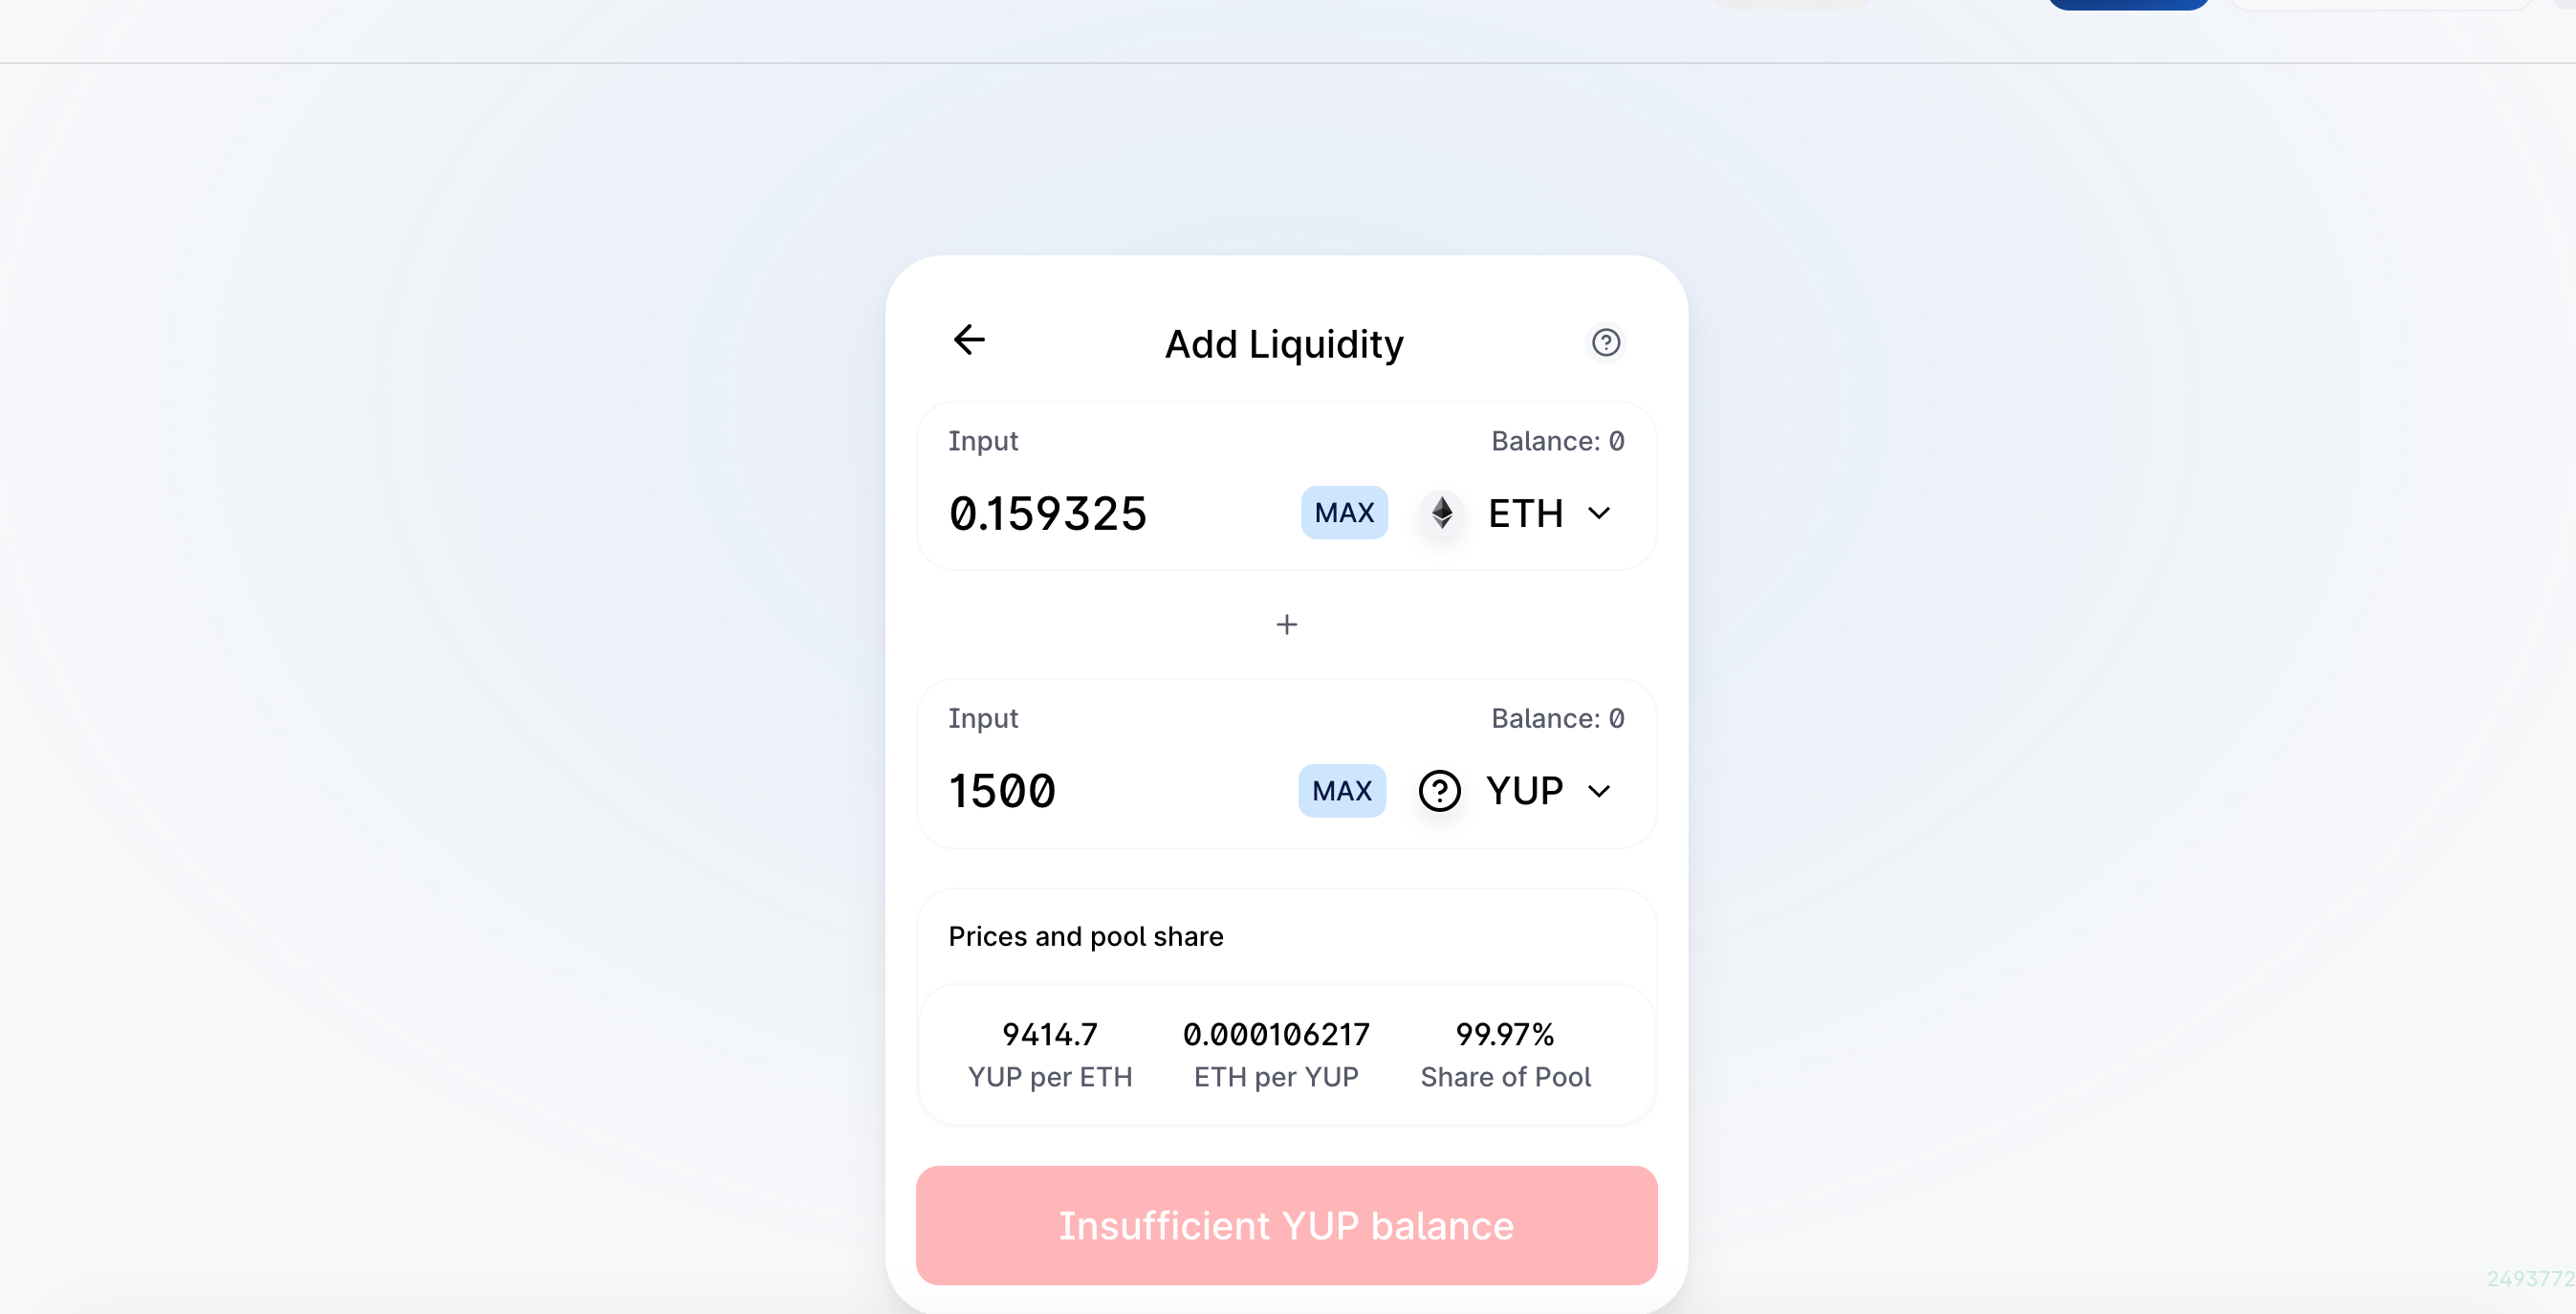 Add Liquidity
Input Balance: 0
0.159325 MAX ETH
+
Input Balance: 0
1500 MAX YUP
Prices and pool share
9414.7 0.000106217 99.97%
YUP per ETH ETH per YUP Share of Pool
Insufficient YUP balance
2493772